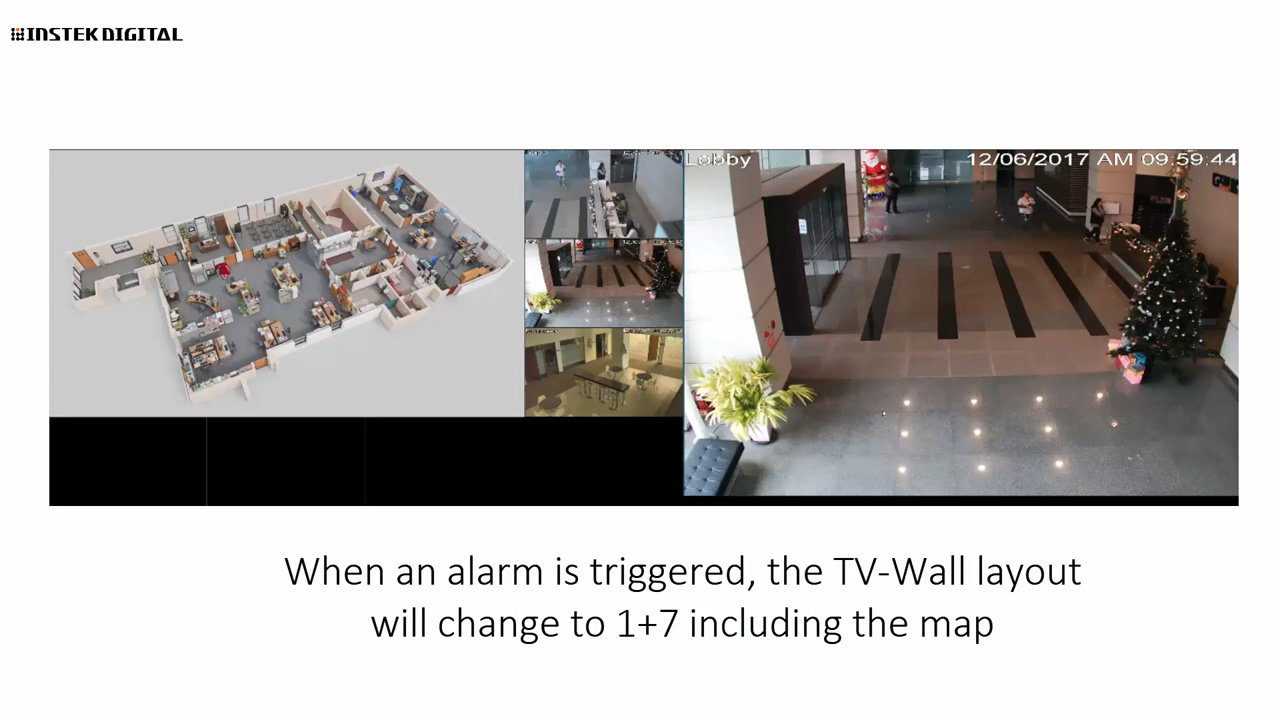 INSTEK DIGITAL
Lobby
12/06/2017 AM 09:59:44
When an alarm is triggered, the TV-Wall layout
will change to 1+7 including the map